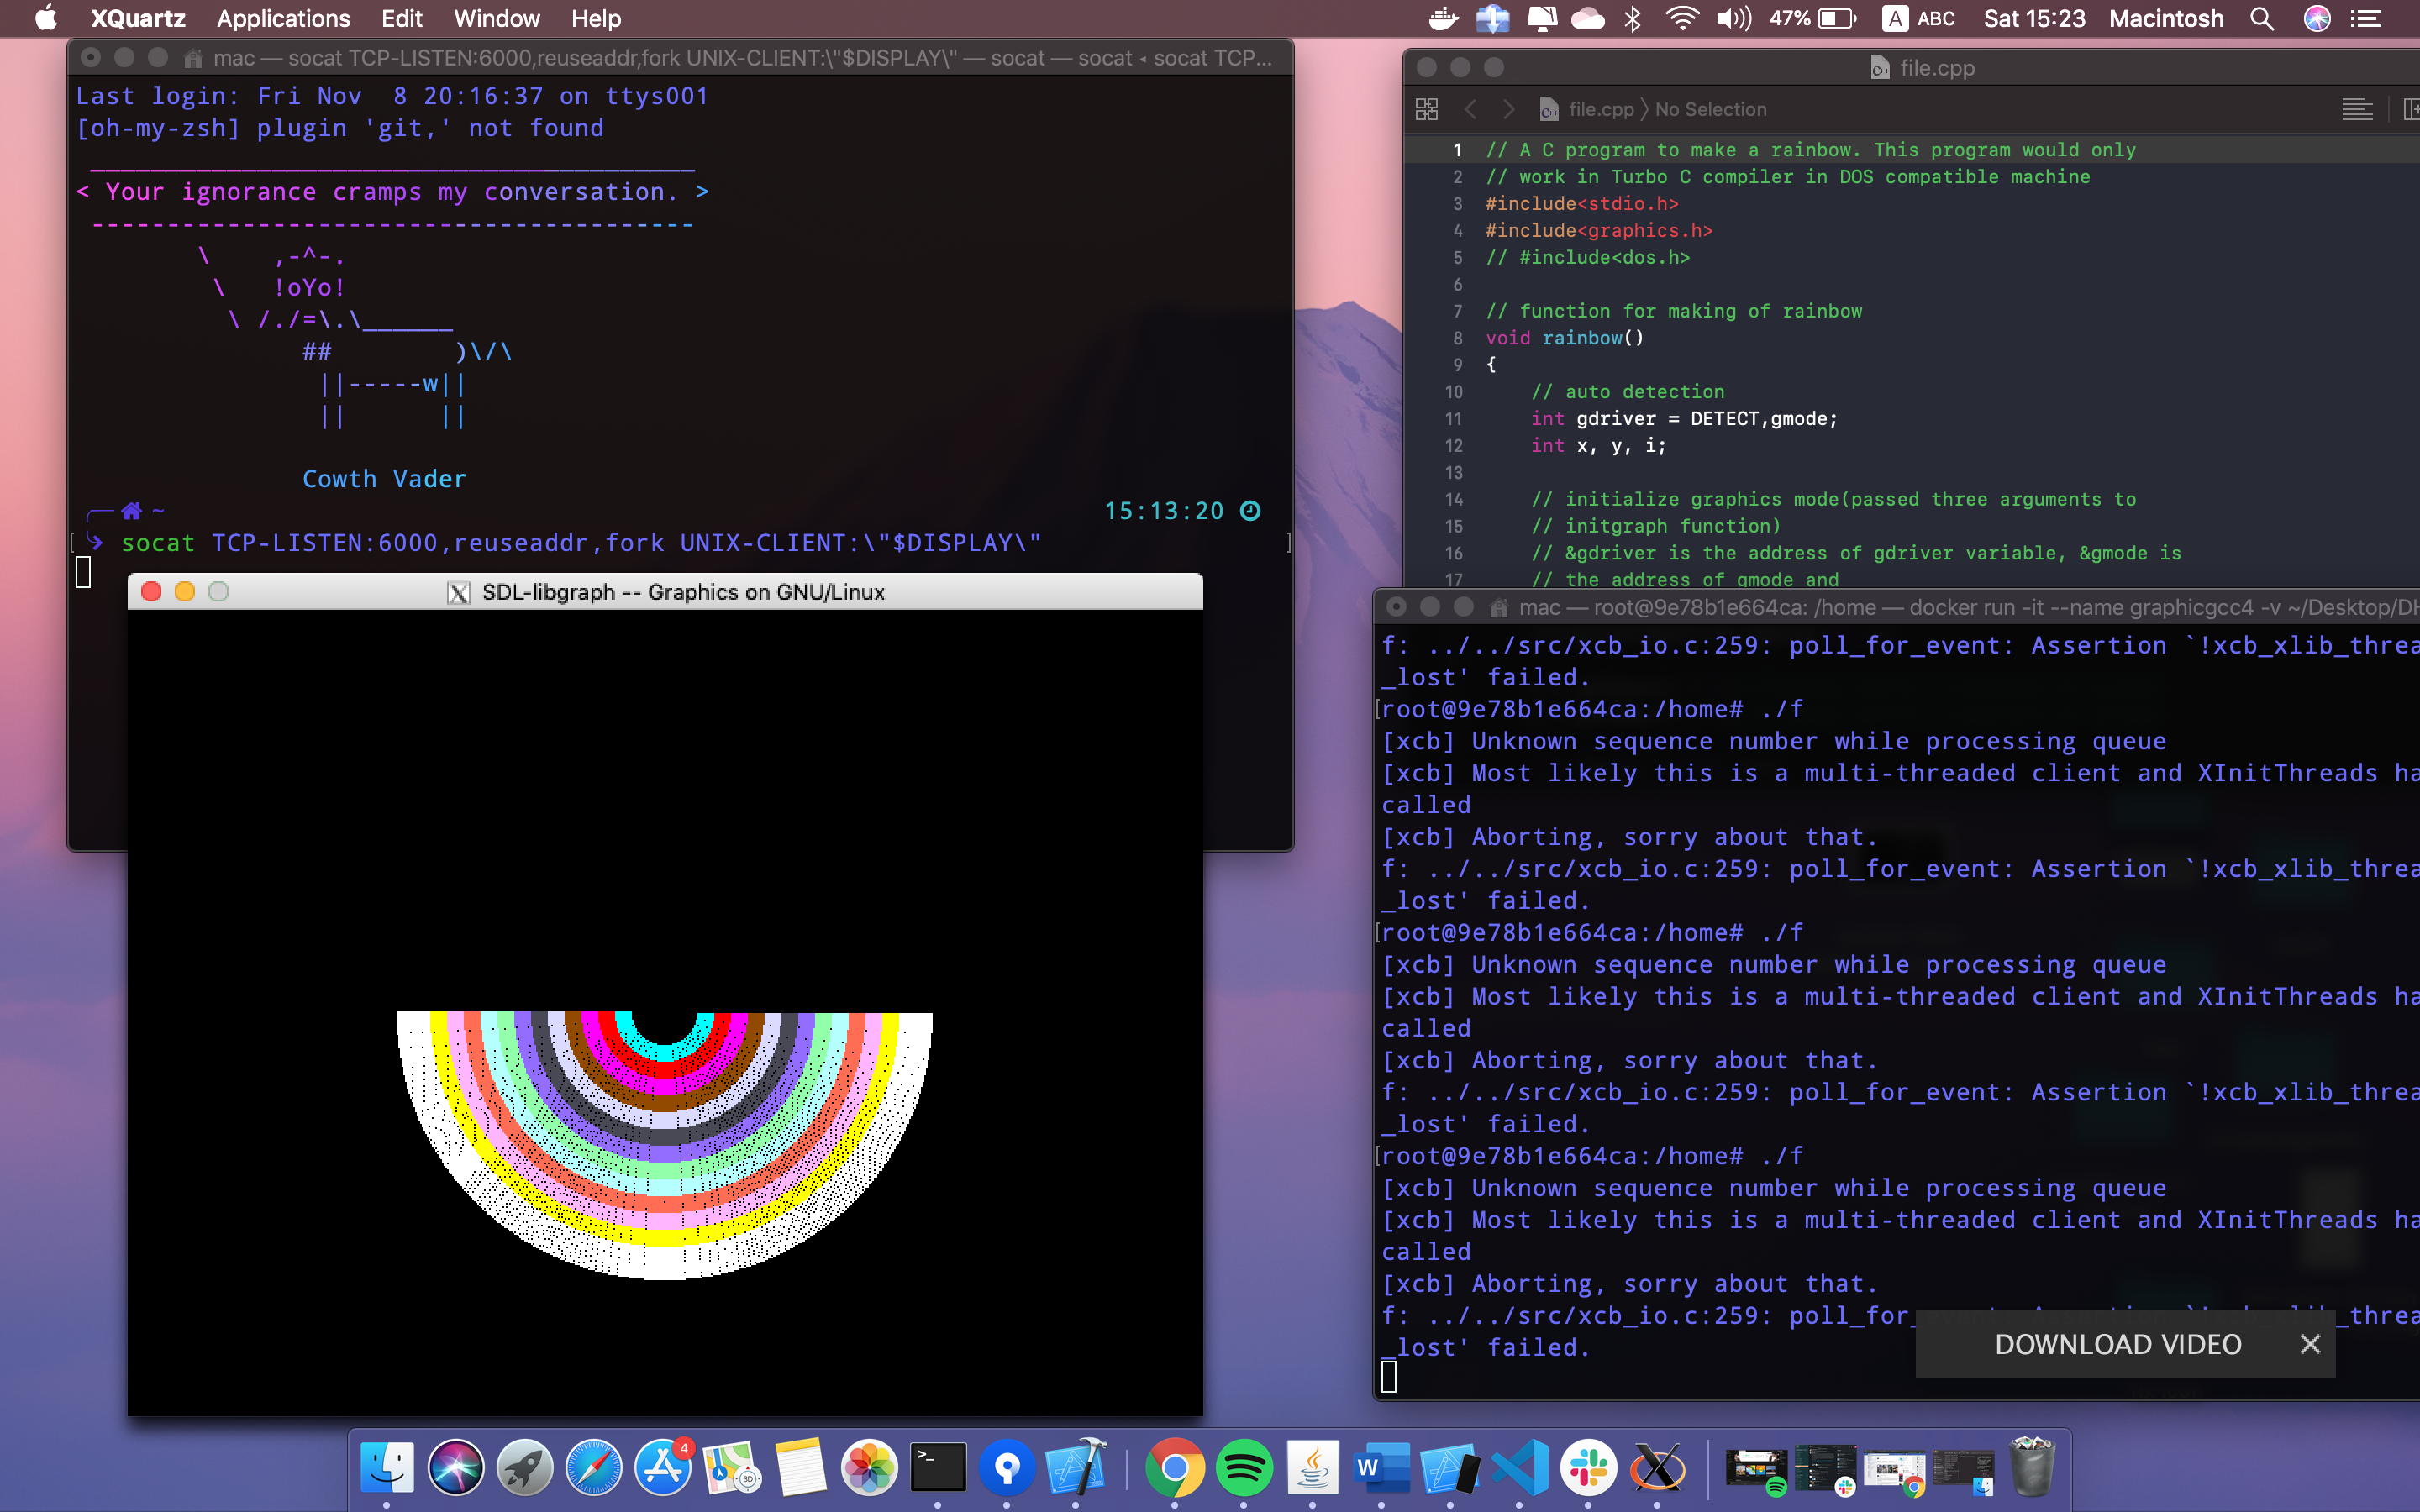 XQuartz Applications Edit Window Help 47% A ABC Sat 15:23 Macintosh
mac — socat TCP-LISTEN:6000,reuseaddr,fork UNIX-CLIENT:\"$DISPLAY\" — socat — socat ◂ socat TCP...
Last login: Fri Nov  8 20:16:37 on ttys001
[oh-my-zsh] plugin 'git,' not found
________________________________________
< Your ignorance cramps my conversation. >
----------------------------------------
\    ,-^-.
\   !oYo!
\ /./=\.\______
##        )\/\
||-----w||
||      ||
Cowth Vader
~ 15:13:20
socat TCP-LISTEN:6000,reuseaddr,fork UNIX-CLIENT:\"$DISPLAY\"
SDL-libgraph -- Graphics on GNU/Linux
file.cpp
file.cpp 〉 No Selection
1 // A C program to make a rainbow. This program would only
2 // work in Turbo C compiler in DOS compatible machine
3 #include<stdio.h>
4 #include<graphics.h>
5 // #include<dos.h>
6
7 // function for making of rainbow
8 void rainbow()
9 {
10 // auto detection
11 int gdriver = DETECT,gmode;
12 int x, y, i;
13
14 // initialize graphics mode(passed three arguments to
15 // initgraph function)
16 // &gdriver is the address of gdriver variable, &gmode is
17 // the address of gmode and
mac — root@9e78b1e664ca: /home — docker run -it --name graphicgcc4 -v ~/Desktop/DH
f: ../../src/xcb_io.c:259: poll_for_event: Assertion `!xcb_xlib_threa
_lost' failed.
[root@9e78b1e664ca:/home# ./f
[xcb] Unknown sequence number while processing queue
[xcb] Most likely this is a multi-threaded client and XInitThreads ha
called
[xcb] Aborting, sorry about that.
f: ../../src/xcb_io.c:259: poll_for_event: Assertion `!xcb_xlib_threa
_lost' failed.
[root@9e78b1e664ca:/home# ./f
[xcb] Unknown sequence number while processing queue
[xcb] Most likely this is a multi-threaded client and XInitThreads ha
called
[xcb] Aborting, sorry about that.
f: ../../src/xcb_io.c:259: poll_for_event: Assertion `!xcb_xlib_threa
_lost' failed.
[root@9e78b1e664ca:/home# ./f
[xcb] Unknown sequence number while processing queue
[xcb] Most likely this is a multi-threaded client and XInitThreads ha
called
[xcb] Aborting, sorry about that.
f: ../../src/xcb_io.c:259: poll_for
_lost' failed.
DOWNLOAD VIDEO
4
3D
W